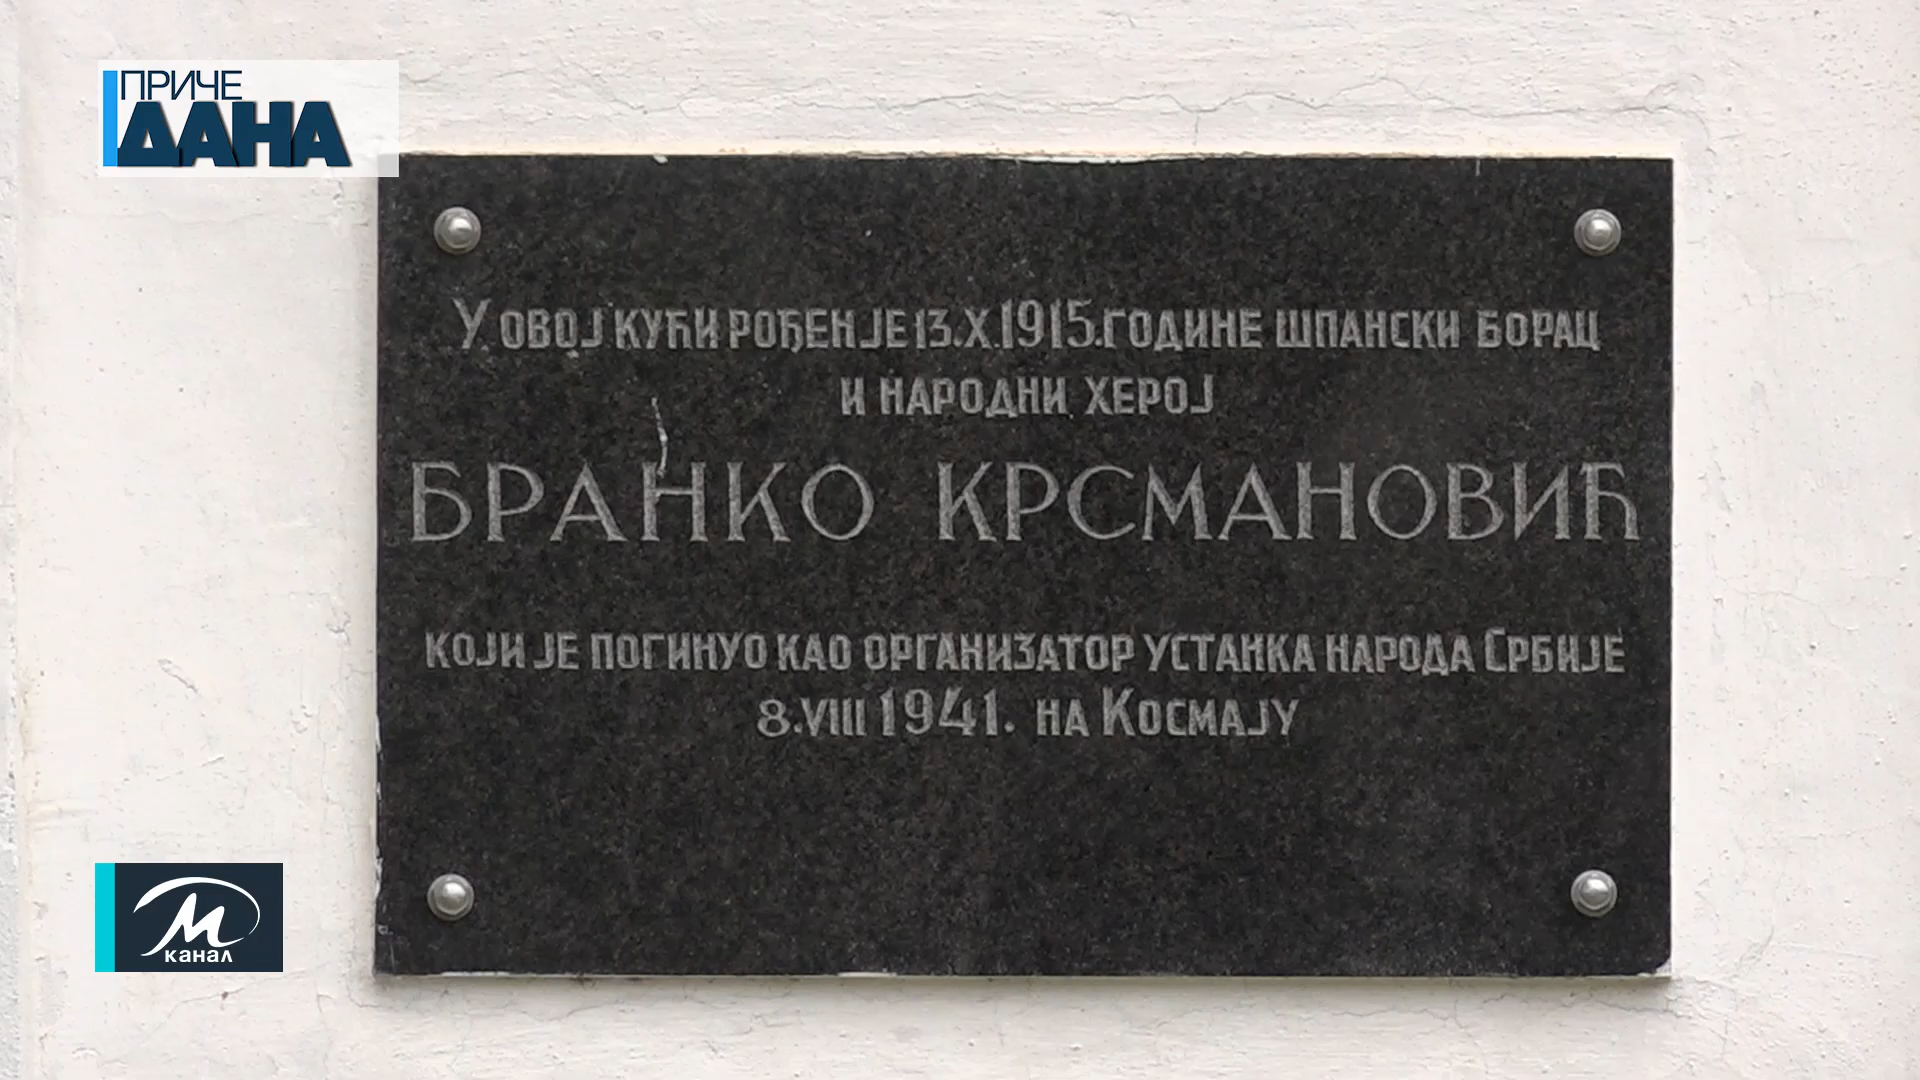 ПРИЧЕ
ДАНА
У овој кући рођен је 13.X.1915. године шпански борац
и народни херој
БРАНКО КРСМАНОВИЋ
који је погинуо као организатор устанка народа Србије
8.VIII 1941. на Космају
М
канал